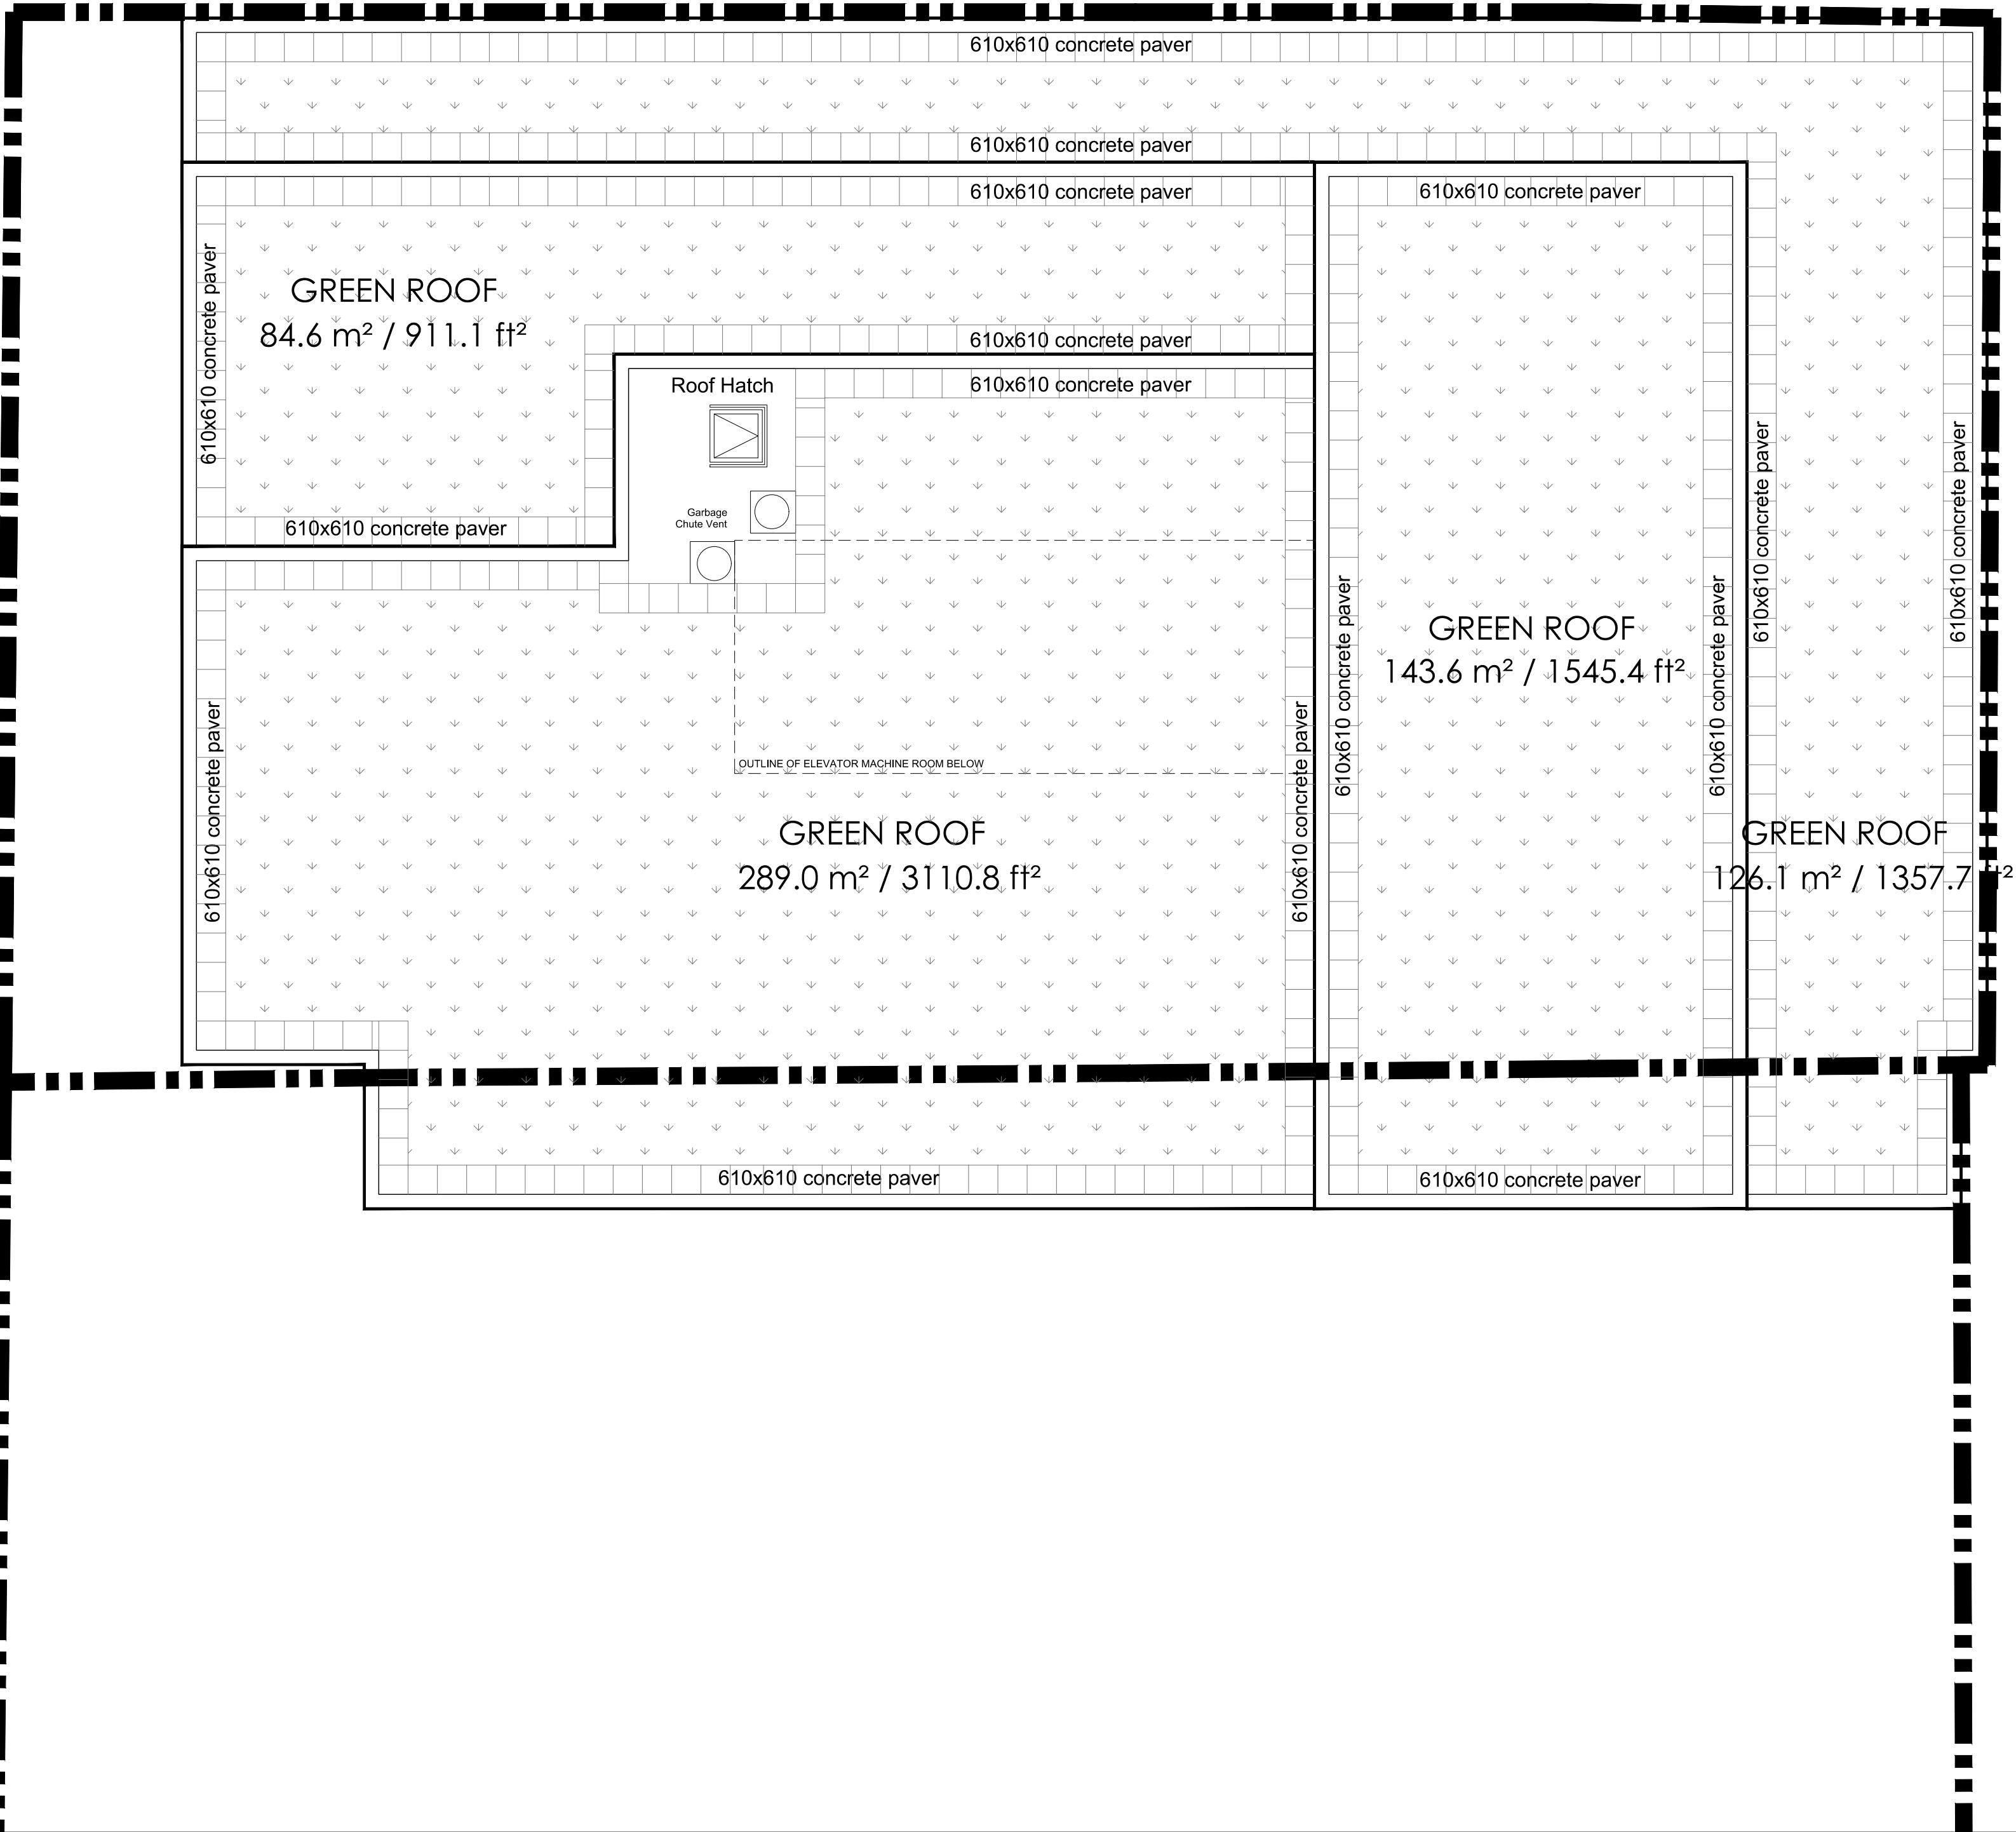 610x610 concrete paver
610x610 concrete paver
610x610 concrete paver
610x610 concrete paver
610x610 concrete paver
GREEN ROOF
84.6 m² / 911.1 ft²
610x610 concrete paver
Roof Hatch
610x610 concrete paver
Garbage
Chute Vent
610x610 concrete paver
610x610 concrete paver
610x610 concrete paver
610x610 concrete paver
610x610 concrete paver
GREEN ROOF
143.6 m² / 1545.4 ft²
610x610 concrete paver
610x610 concrete paver
OUTLINE OF ELEVATOR MACHINE ROOM BELOW
610x610 concrete paver
GREEN ROOF
289.0 m² / 3110.8 ft²
GREEN ROOF
126.1 m² / 1357.7 ft²
610x610 concrete paver
610x610 concrete paver